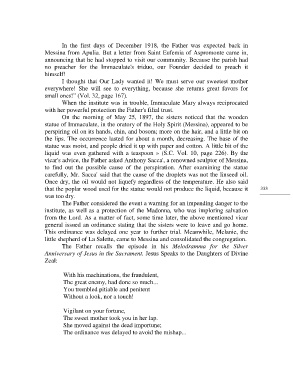 In the first days of December 1918, the Father was expected back in
Messina from Apulia. But a letter from Saint Eufemia of Aspromonte came in,
announcing that he had stopped to visit our community. Because the parish had
no preacher for the Immaculate's triduo, our Founder decided to preach it
himself!
I thought that Our Lady wanted it! We must serve our sweetest mother
everywhere! She will see to everything, because she returns great favors for
small ones!" (Vol. 32, page 167).
When the institute was in trouble, Immaculate Mary always reciprocated
with her powerful protection the Father's filial trust.
On the morning of May 25, 1897, the sisters noticed that the wooden
statue of Immaculate, in the oratory of the Holy Spirit (Messina), appeared to be
perspiring oil on its hands, chin, and bosom; more on the hair, and a little bit on
the lips. The occurrence lasted for about a month, decreasing. The base of the
statue was moist, and people dried it up with paper and cotton. A little bit of the
liquid was even gathered with a teaspoon » (S.C. Vol. 10, page 226). By the
vicar's advice, the Father asked Anthony Sacca', a renowned sculptor of Messina,
to find out the possible cause of the perspiration. After examining the statue
carefully, Mr. Sacca' said that the cause of the droplets was not the linseed oil.
Once dry, the oil would not liquefy regardless of the temperature. He also said
that the poplar wood used for the statue would not produce the liquid, because it
was too dry.
The Father considered the event a warning for an impending danger to the
institute, as well as a protection of the Madonna, who was imploring salvation
from the Lord. As a matter of fact, some time later, the above mentioned vicar
general issued an ordinance stating that the sisters were to leave and go home.
This ordinance was delayed one year to further trial. Meanwhile, Melanie, the
little shepherd of La Salette, came to Messina and consolidated the congregation.
The Father recalls the episode in his Melodramma for the Silver
Anniversary of Jesus in the Sacrament. Jesus Speaks to the Daughters of Divine
Zeal:
With his machinations, the fraudulent,
The great enemy, had done so much...
You trembled pitiable and penitent
Without a look, nor a touch!
Vigilant on your fortune,
The sweet mother took you in her lap.
She moved against the dead importune;
The ordinance was delayed to avoid the mishap...